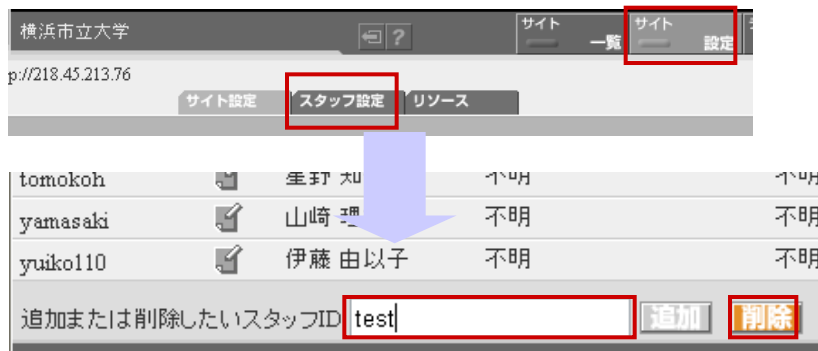 横浜市立大学
?
サイト
一覧
サイト
設定
p://218.45.213.76
サイト設定
スタッフ設定
リソース
tomokoh 星野 知 不明
yamasaki 山崎 理 不明 不明
yuiko110 伊藤 由以子 不明 不明
追加または削除したいスタッフID test 追加 削除